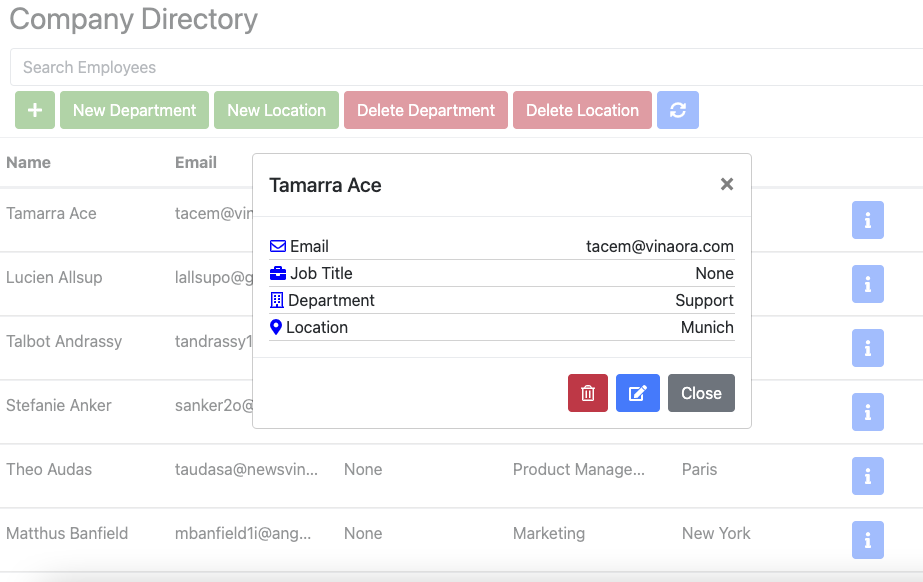 Company Directory
Search Employees
New Department New Location Delete Department Delete Location
Name Email
Tamarra Ace
Tamarra Ace tacem@vin
Email tacem@vinaora.com
Lucien Allsup lallsupo@g
Job Title None
Department Support
Location Munich
Talbot Andrassy tandrassy1
Close
Stefanie Anker sanker2o@
Theo Audas taudasa@newsvin... None Product Manage... Paris
Matthus Banfield mbanfield1i@ang... None Marketing New York